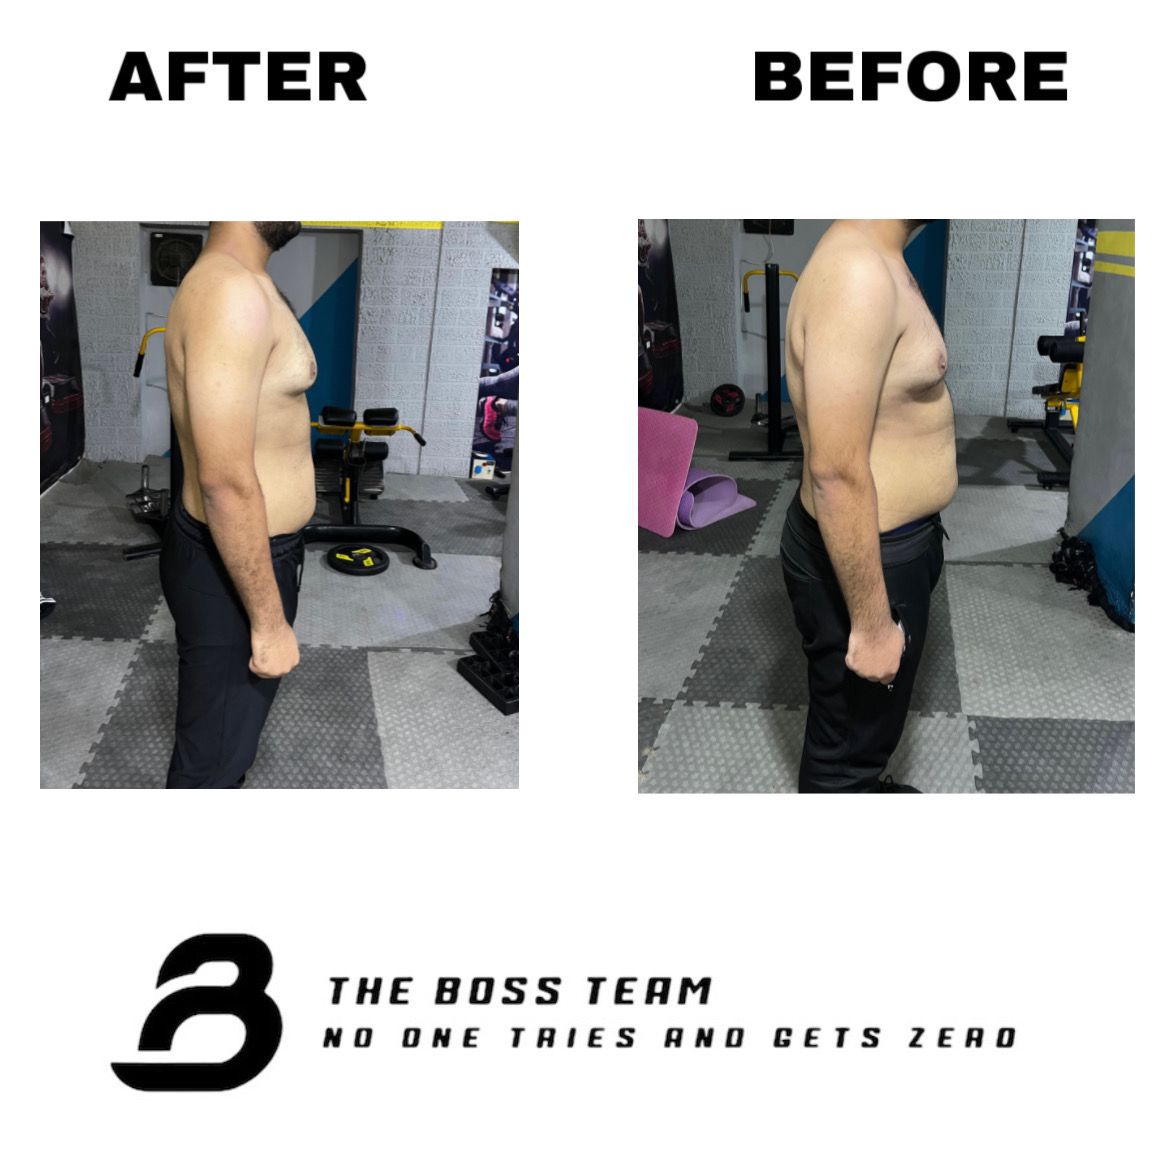 AFTER
BEFORE
THE BOSS TEAM
NO ONE TRIES AND GETS ZERO